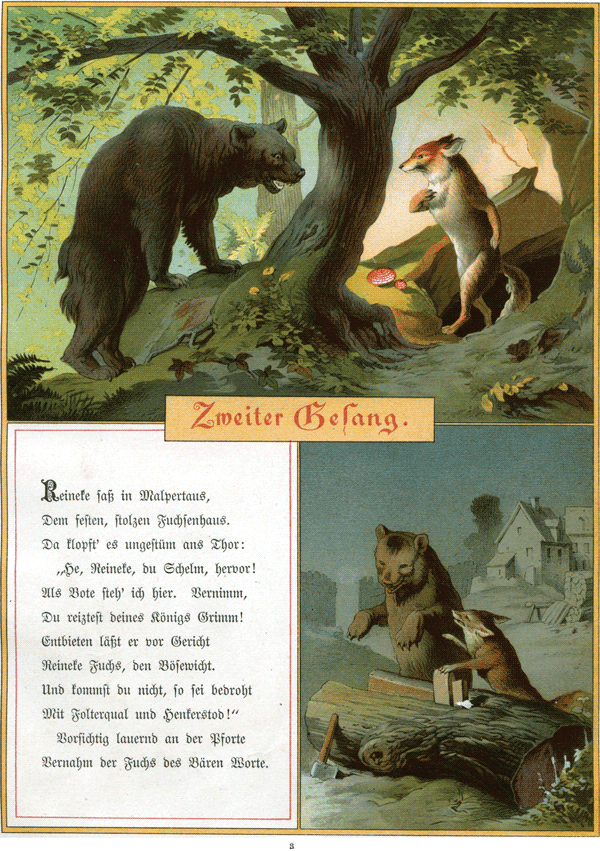 Zweiter Gesang.
Reineke saß in Malpertaus,
Dem festen, stolzen Fuchsenhaus.
Da klopft' es ungestüm ans Thor:
„He, Reineke, du Schelm, hervor!
Als Bote steh' ich hier. Vernimm,
Du reiztest deines Königs Grimm!
Entbieten läßt er vor Gericht
Reineke Fuchs, den Bösewicht.
Und kommst du nicht, so sei bedroht
Mit Folterqual und Henkerstod!“
Vorsichtig lauernd an der Pforte
Vernahm der Fuchs des Bären Worte.
3